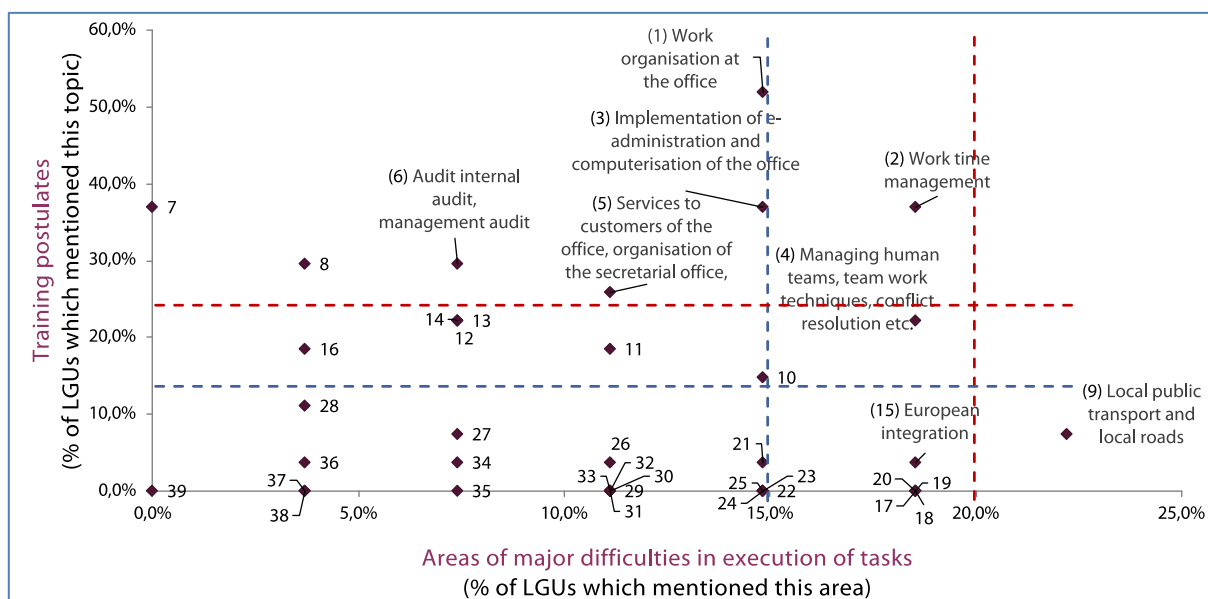 60,0%
50,0%
40,0%
30,0%
20,0%
10,0%
0,0%
Training postulates
(% of LGUs which mentioned this topic)
(1) Work
organisation at
the office
(3) Implementation of e-
administration and
computerisation of the office
(2) Work time
management
(6) Audit internal
audit,
management audit
(5) Services to
customers of the
office, organisation of
the secretarial office,
(4) Managing human
teams, team work
techniques, conflict
resolution etc.
7
8
14
13
12
16
11
10
28
(9) Local public
transport and
local roads
(15) European
integration
27
26
21
36
34
33
32
30
29
31
37
38
35
39
25
23
24
22
20
19
17
18
0,0%
5,0%
10,0%
15,0%
20,0%
25,0%
Areas of major difficulties in execution of tasks
(% of LGUs which mentioned this area)